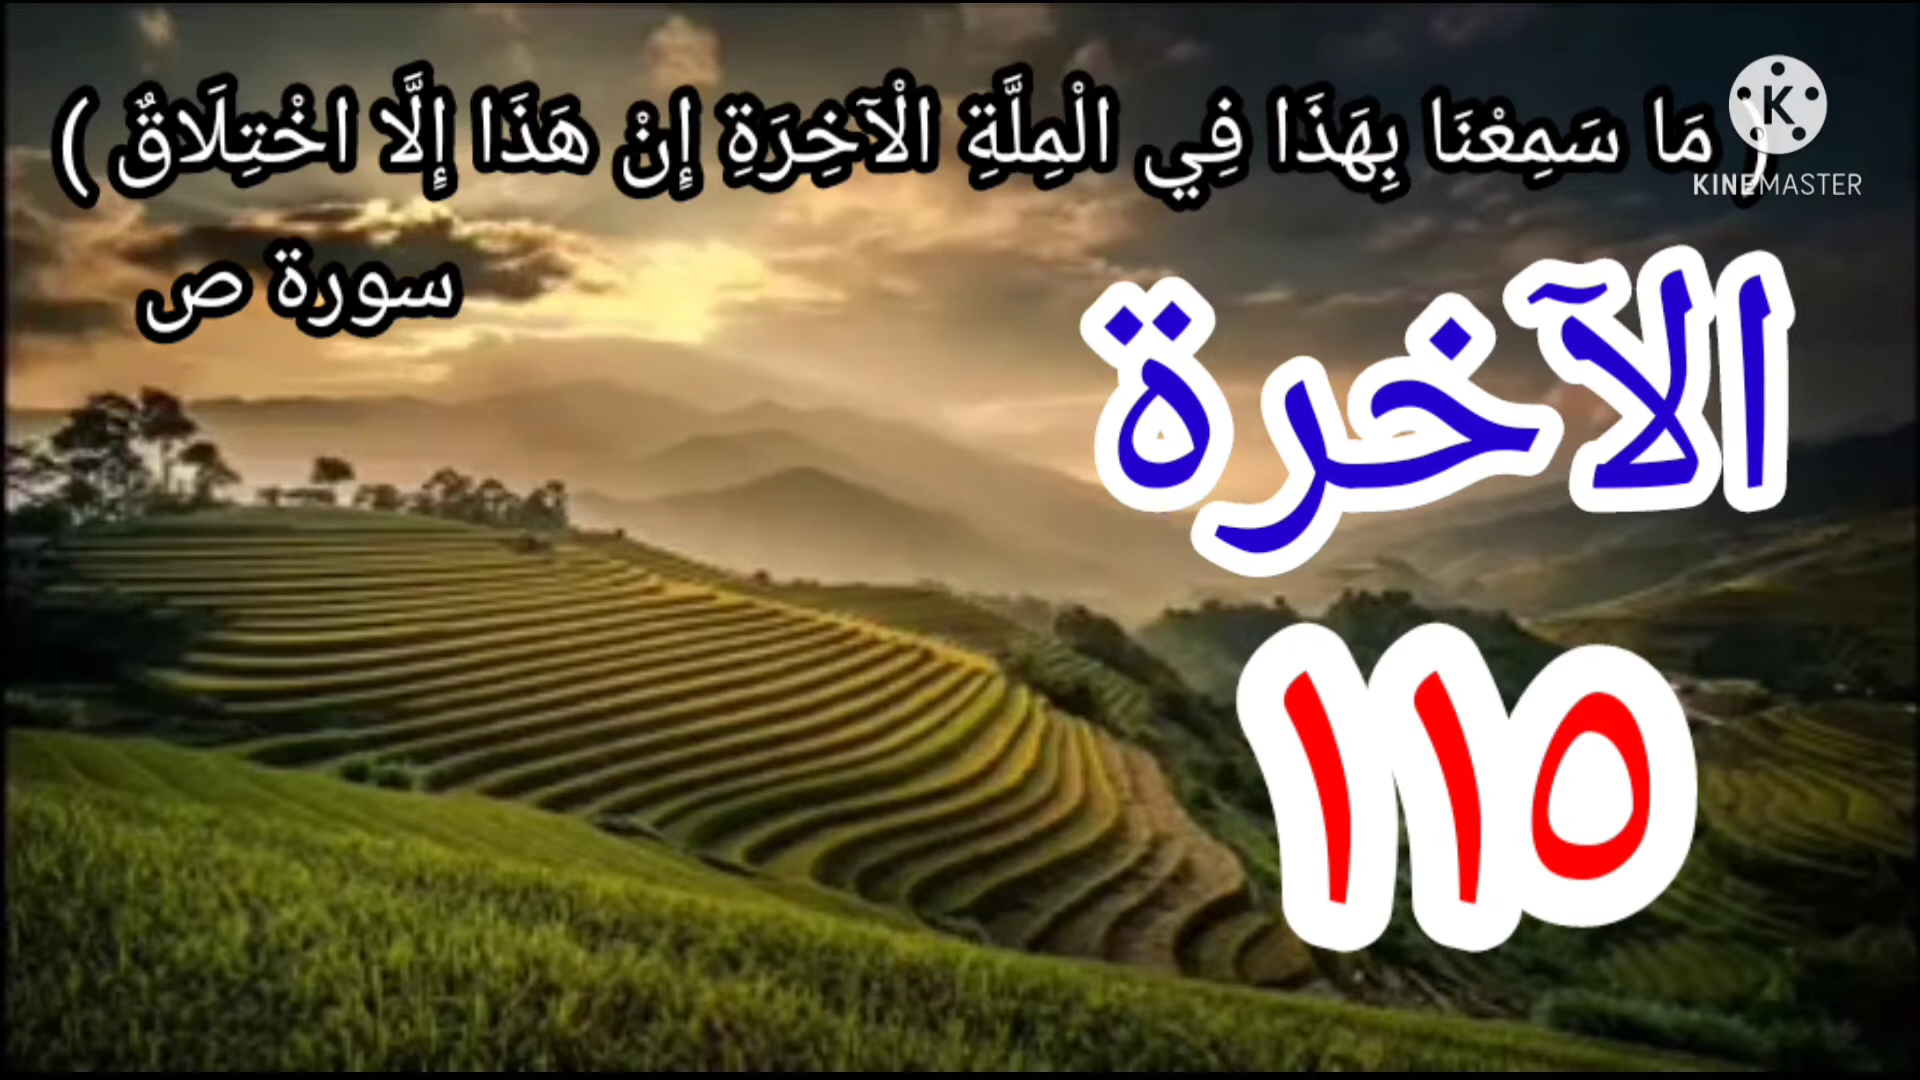 ( مَا سَمِعْنَا بِهَذَا فِي الْمِلَّةِ الْآخِرَةِ إِنْ هَذَا إِلَّا اخْتِلَاقٌ )
KINEMASTER
سورة ص
الآخرة
١١٥